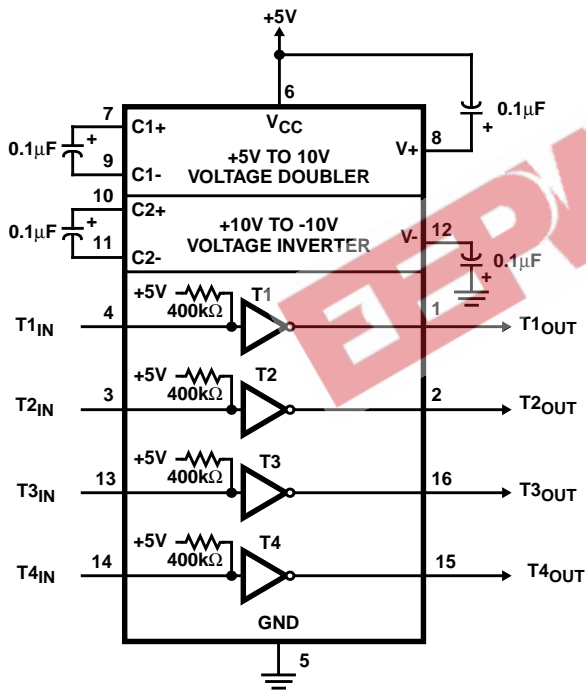 +5V
6
VCC
7
C1+
0.1µF
+
9
C1-
+5V TO 10V
VOLTAGE DOUBLER
V+
8
0.1µF
+
10
C2+
0.1µF
+
11
C2-
+10V TO -10V
VOLTAGE INVERTER
V-
12
0.1µF
+
T1IN
4
+5V
400kΩ
T1
1
T1OUT
T2IN
3
+5V
400kΩ
T2
2
T2OUT
T3IN
13
+5V
400kΩ
T3
16
T3OUT
T4IN
14
+5V
400kΩ
T4
15
T4OUT
GND
5